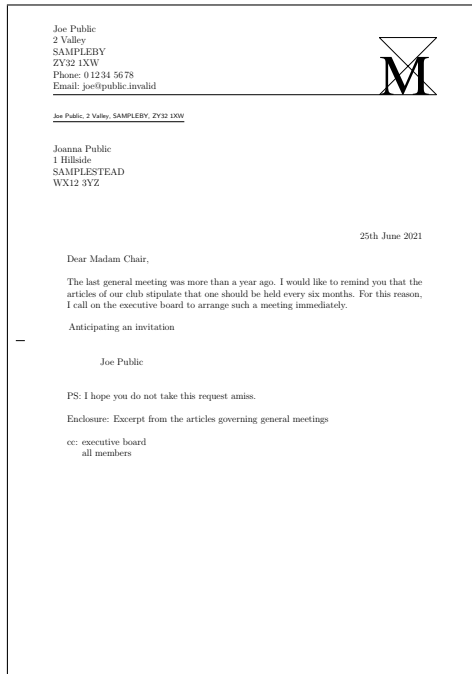 Joe Public
2 Valley
SAMPLEBY
ZY32 1XW
Phone: 0 12 34 56 78
Email: joe@public.invalid
M
Joe Public, 2 Valley, SAMPLEBY, ZY32 1XW
Joanna Public
1 Hillside
SAMPLESTEAD
WX12 3YZ
25th June 2021
Dear Madam Chair,
The last general meeting was more than a year ago. I would like to remind you that the
articles of our club stipulate that one should be held every six months. For this reason,
I call on the executive board to arrange such a meeting immediately.
Anticipating an invitation
Joe Public
PS: I hope you do not take this request amiss.
Enclosure: Excerpt from the articles governing general meetings
cc: executive board
all members